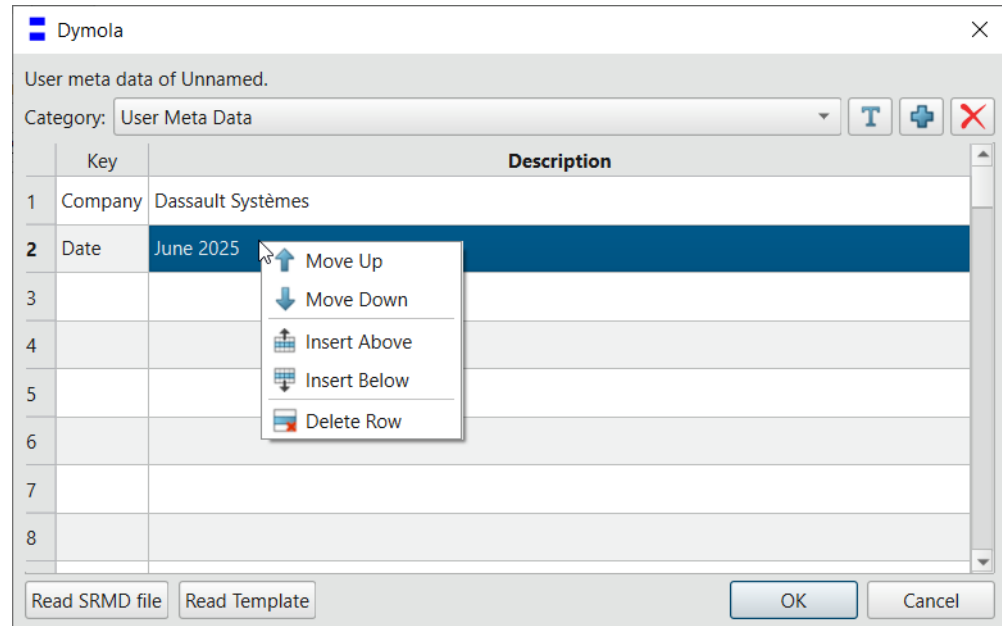 Dymola
User meta data of Unnamed.
Category: User Meta Data T
Key Description
1 Company Dassault Systèmes
2 Date June 2025
Move Up
3
Move Down
4
Insert Above
5
Insert Below
6
Delete Row
7
8
Read SRMD file Read Template OK Cancel